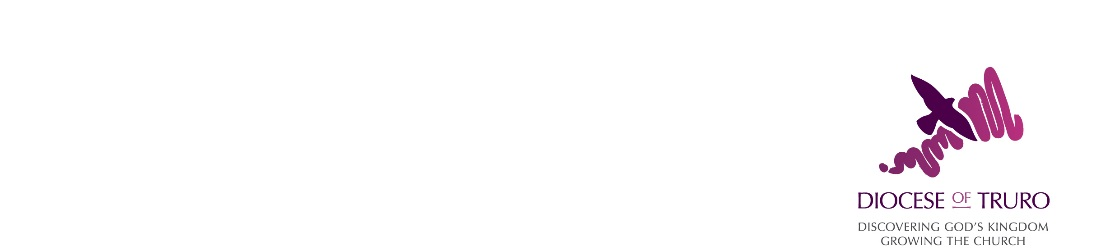 DIOCESE OF TRURO
DISCOVERING GOD'S KINGDOM
GROWING THE CHURCH